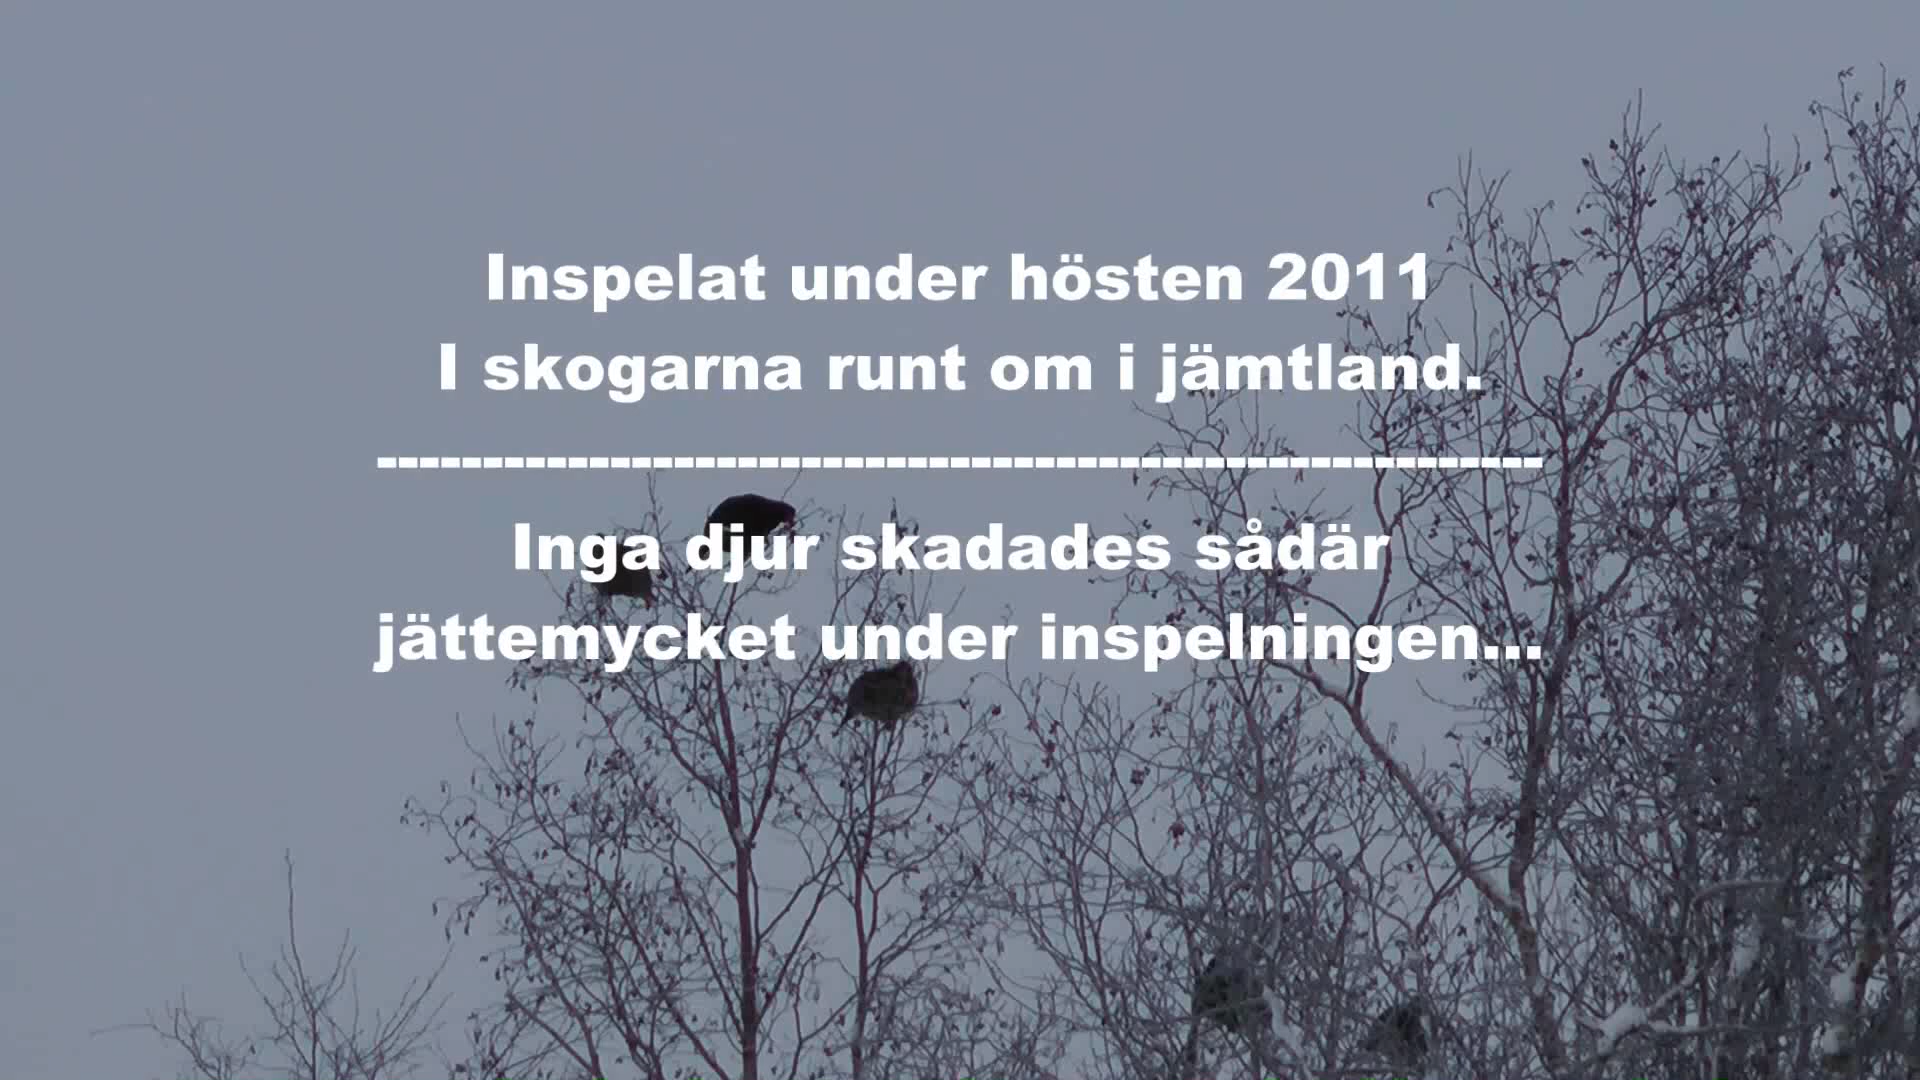 Inspelat under hösten 2011
I skogarna runt om i jämtland.
-------------------------------------------------------
Inga djur skadades sådär
jättemycket under inspelningen...